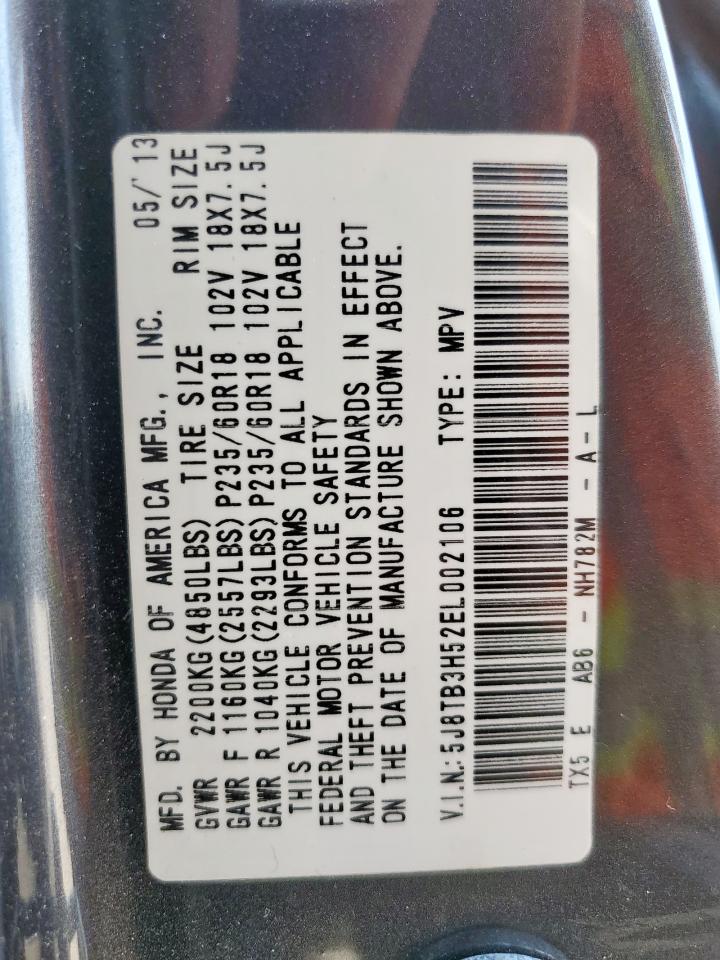 MFD. BY HONDA OF AMERICA MFG., INC. 05/'13
GVWR 2200KG(4850LBS) TIRE SIZE RIM SIZE
GAWR F 1160KG(2557LBS)P235/60R18 102V 18X7.5J
GAWR R 1040KG(2293LBS)P235/60R18 102V 18X7.5J
THIS VEHICLE CONFORMS TO ALL APPLICABLE
FEDERAL MOTOR VEHICLE SAFETY
AND THEFT PREVENTION STANDARDS IN EFFECT
ON THE DATE OF MANUFACTURE SHOWN ABOVE.
V.I.N.: 5J8TB3H52EL002106 TYPE: MPV
TX5 E AB6 - NH782M - A - L